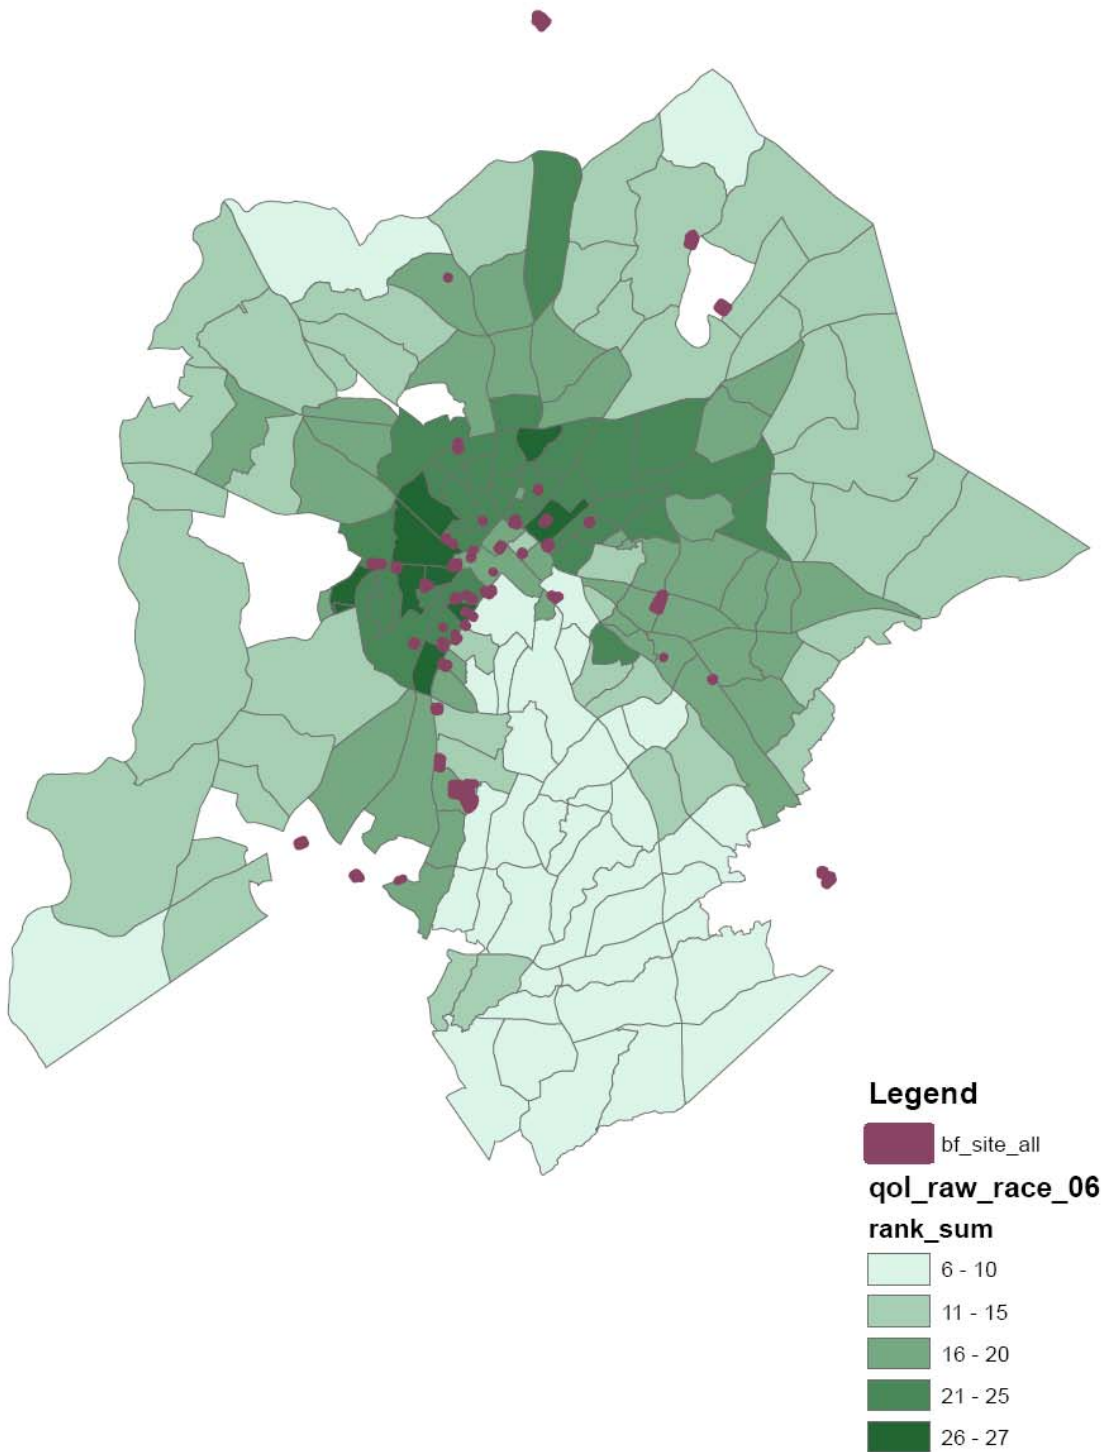 Legend
bf_site_all
qol_raw_race_06
rank_sum
6 - 10
11 - 15
16 - 20
21 - 25
26 - 27